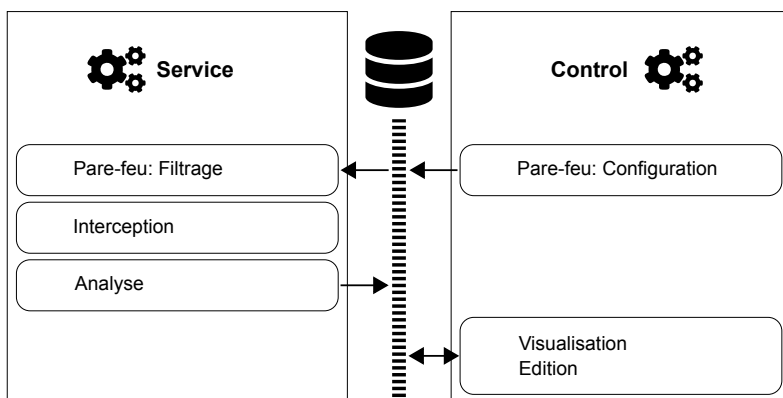 Service
Control
Pare-feu: Filtrage
Pare-feu: Configuration
Interception
Analyse
Visualisation
Edition